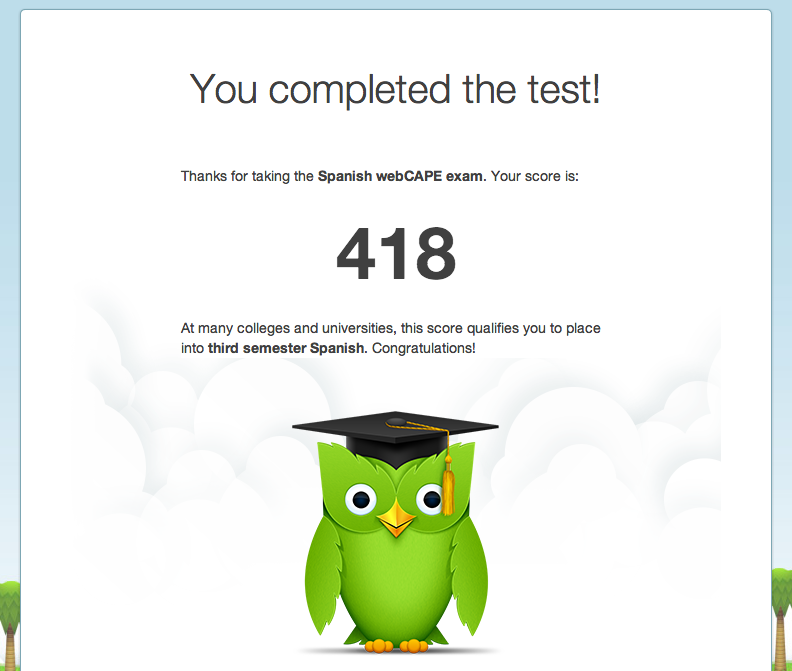 You completed the test!
Thanks for taking the Spanish webCAPE exam. Your score is:
418
At many colleges and universities, this score qualifies you to place
into third semester Spanish. Congratulations!